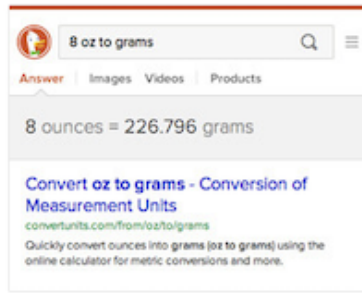 8 oz to grams
Answer Images Videos Products
8 ounces = 226.796 grams
Convert oz to grams - Conversion of
Measurement Units
convertunits.com/from/oz/to/grams
Quickly convert ounces into grams (oz to grams) using the
online calculator for metric conversions and more.